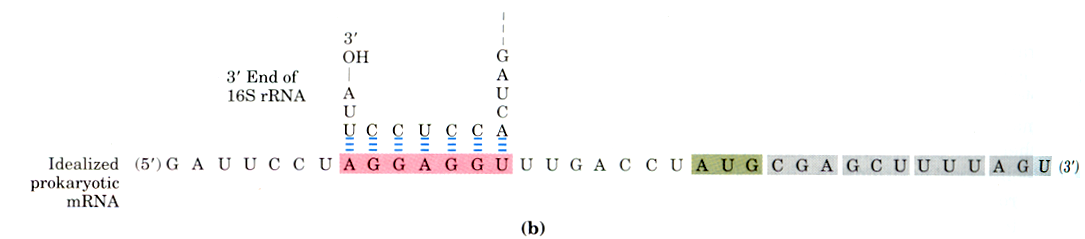 3′
OH
G
A
3′ End of
16S rRNA
A
U
U
C
U C C U C C A
Idealized
prokaryotic
mRNA
(5′) G A U U C C U A G G A G G U U U G A C C U A U G C G A G C U U U U A G U (3′)
(b)